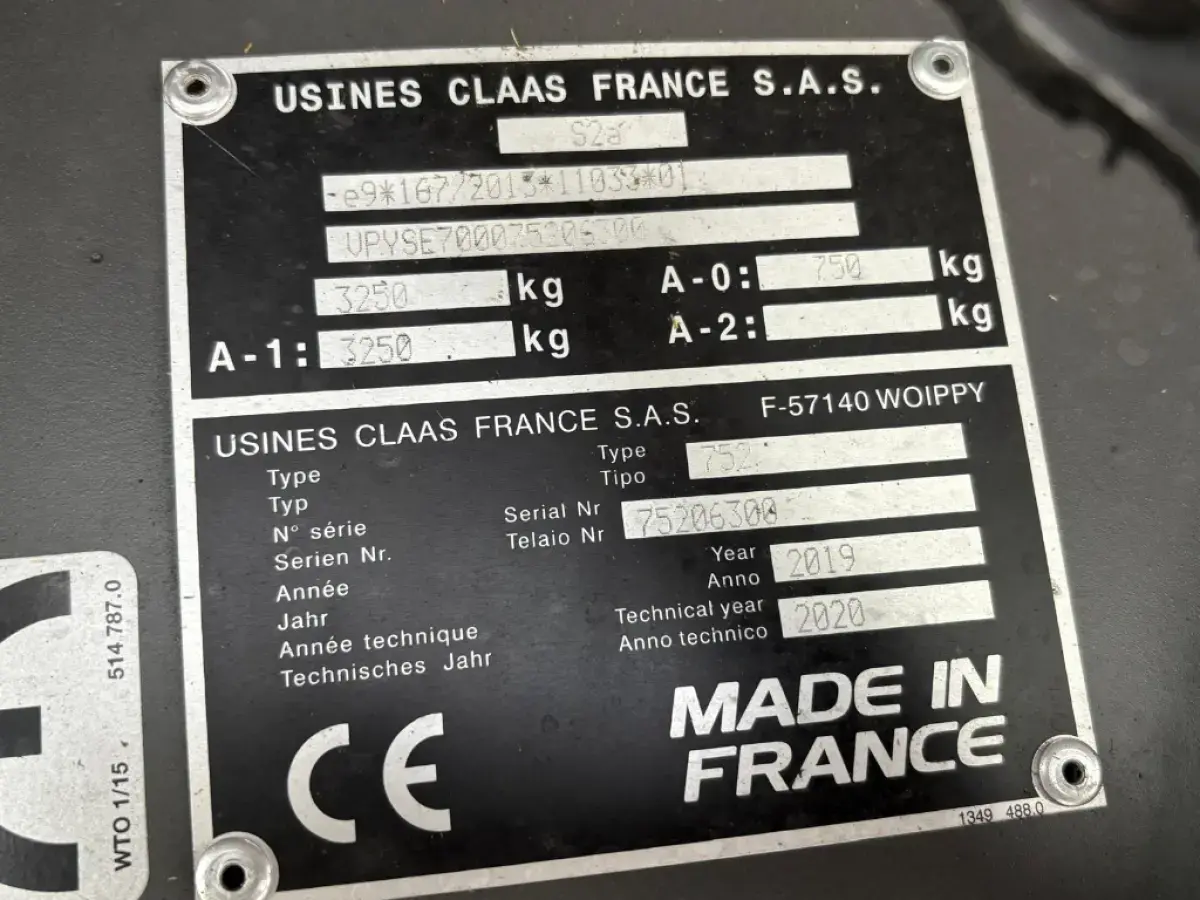 USINES CLAAS FRANCE S.A.S.
S2a
e9*167/2013*11033*01
VPYSE700075206300
3250 kg A-0: 750 kg
A-1: 3250 kg A-2: kg
USINES CLAAS FRANCE S.A.S. F-57140 WOIPPY
Type Type 752
Typ Tipo
N° série Serial Nr 75206300
Serien Nr. Telaio Nr
Année Year 2019
Jahr Anno
Année technique Technical year 2020
Technisches Jahr Anno technico
CE
MADE IN
FRANCE
1349 488.0
WTO 1/15 514 787.0